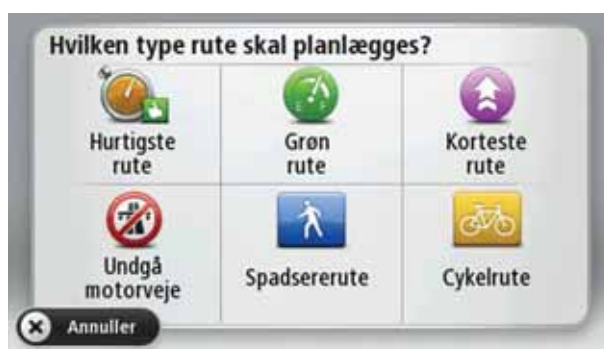 Hvilken type rute skal planlægges?
Hurtigste
rute
Grøn
rute
Korteste
rute
Undgå
motorveje
Spadsererute
Cykelrute
Annuller